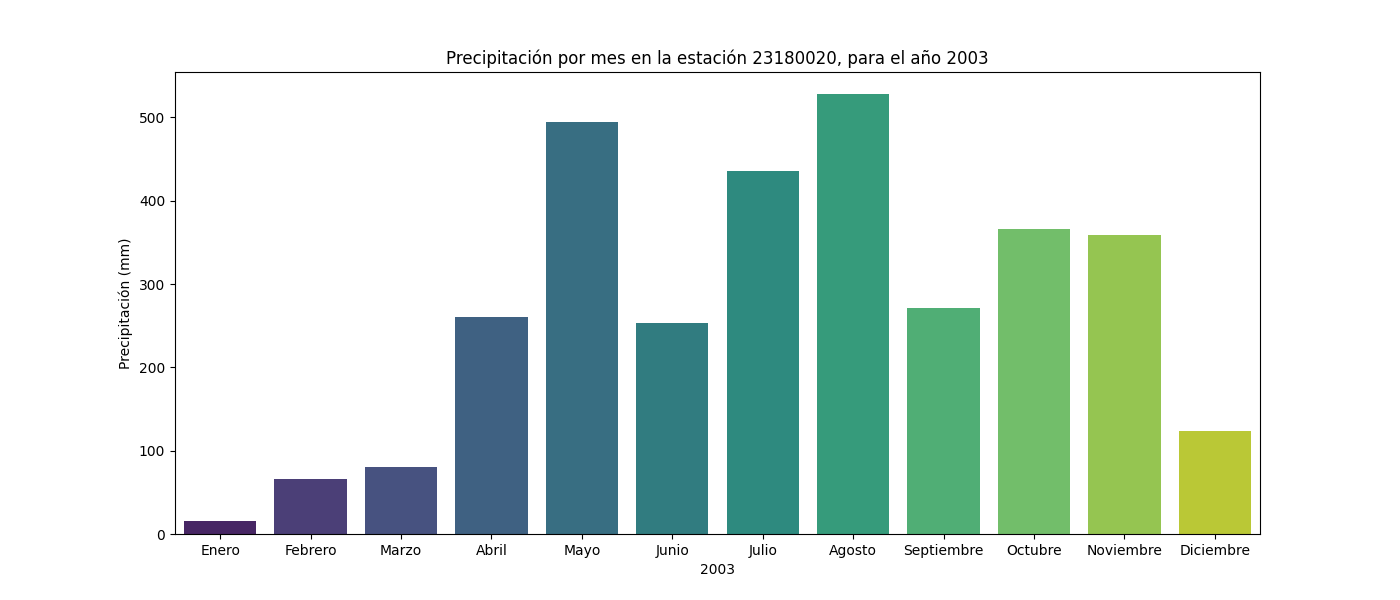 Precipitación por mes en la estación 23180020, para el año 2003
Precipitación (mm)
500
400
300
200
100
0
Enero Febrero Marzo Abril Mayo Junio Julio Agosto Septiembre Octubre Noviembre Diciembre
2003